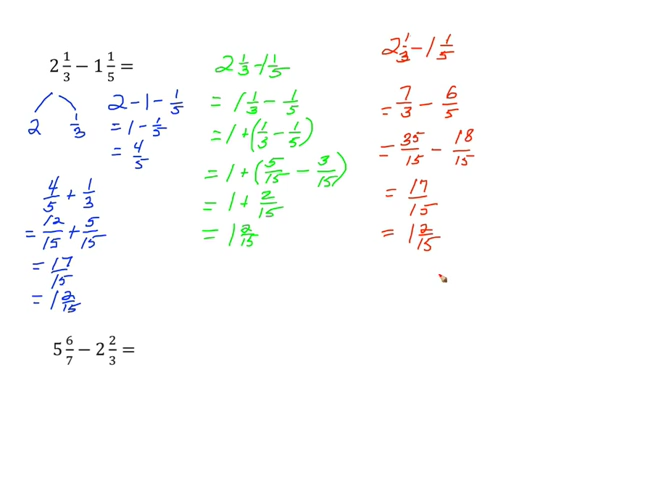 2 1/3 − 1 1/5 =
2
1/3
2 - 1 - 1/5
= 1 - 1/5
= 4/5
4/5 + 1/3
= 12/15 + 5/15
= 17/15
= 1 2/15
2 1/3 - 1 1/5
= 1 1/3 - 1/5
= 1 + (1/3 - 1/5)
= 1 + (5/15 - 3/15)
= 1 + 2/15
= 1 2/15
2 1/3 - 1 1/5
= 7/3 - 6/5
= 35/15 - 18/15
= 17/15
= 1 2/15
5 6/7 − 2 2/3 =